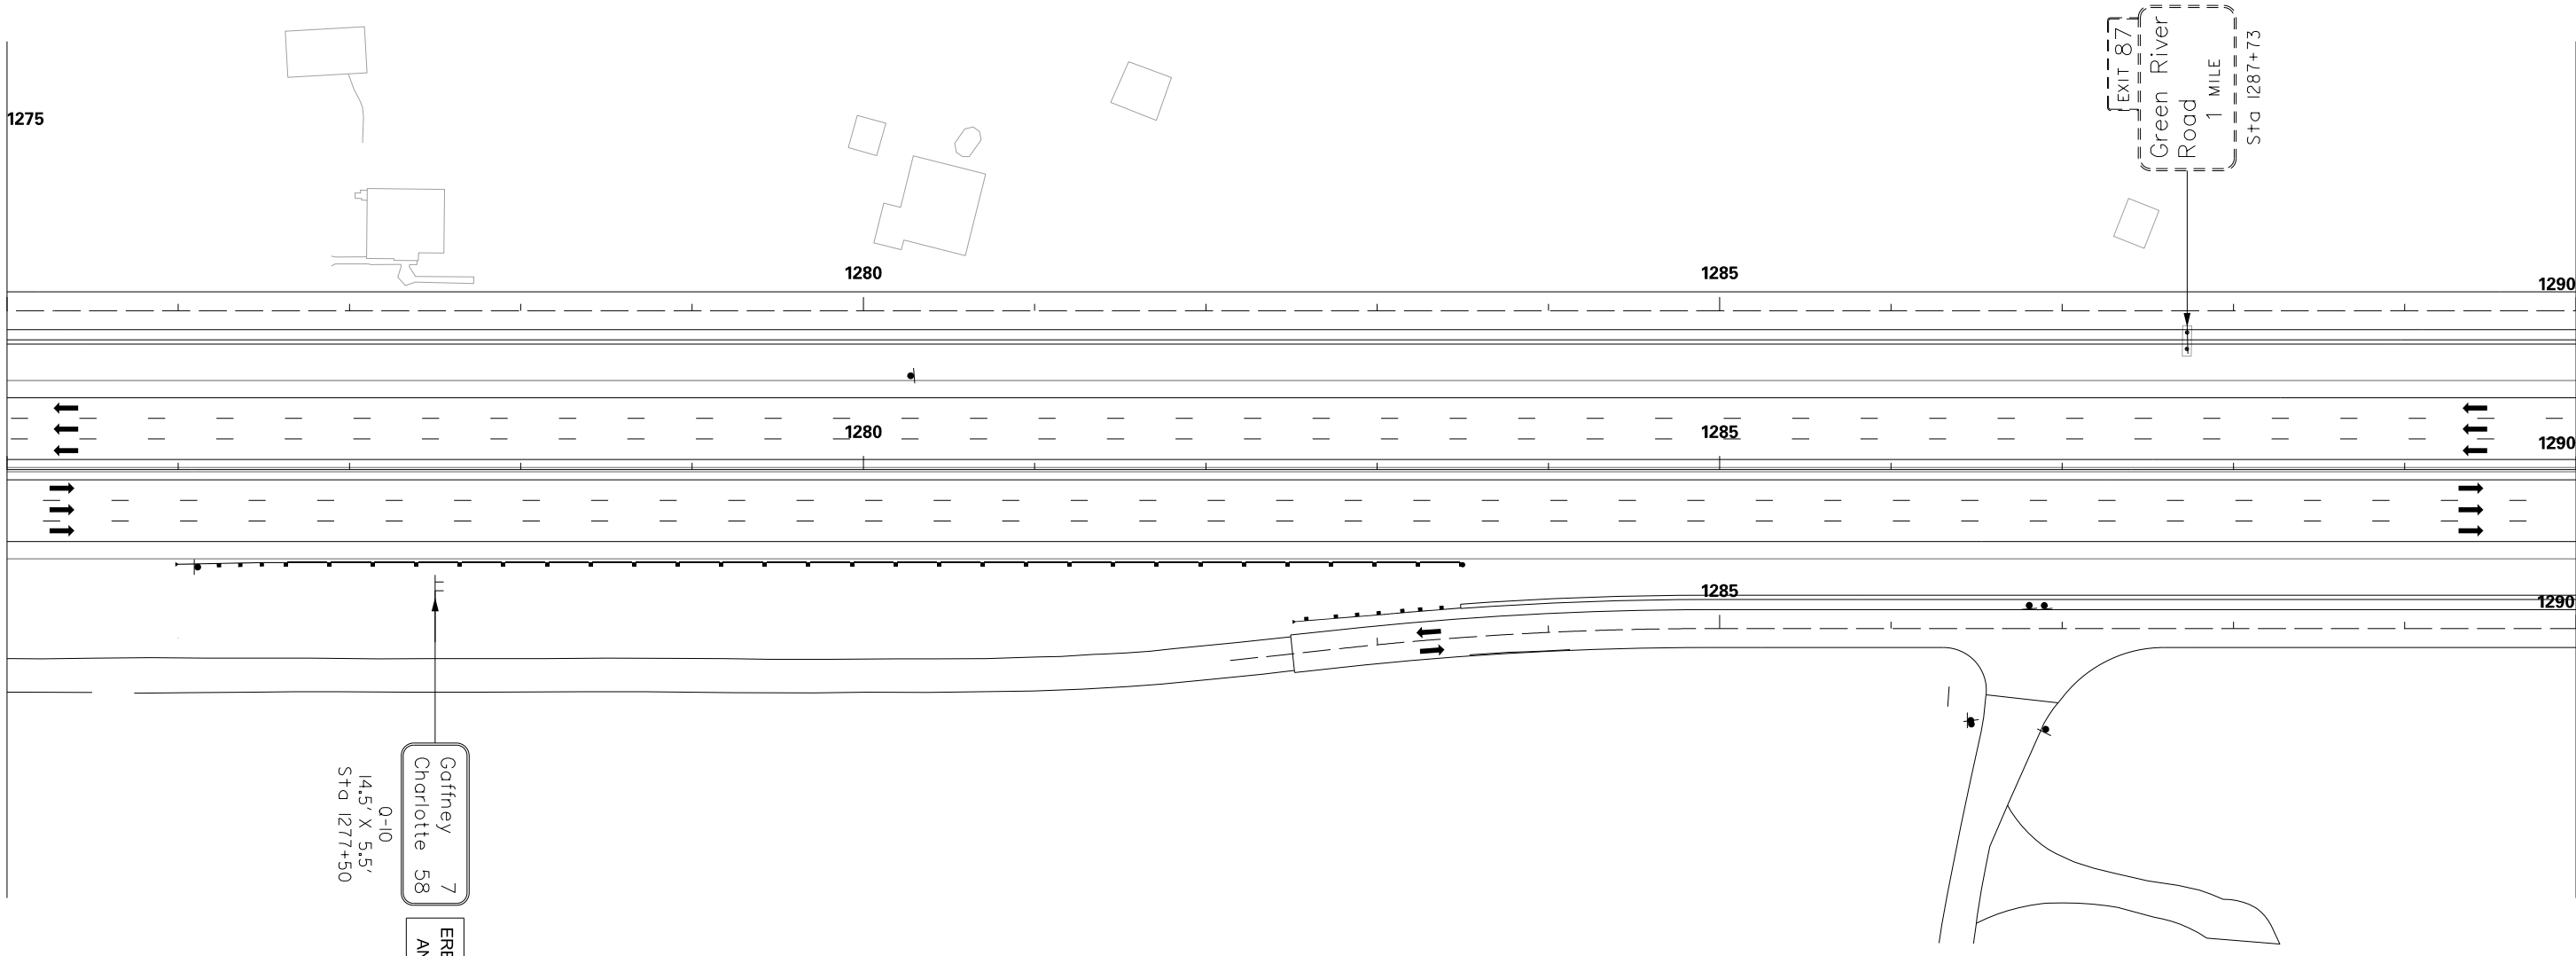 1275
EXIT 87
Green River
Road
1 MILE
Sta 1287+73
1280
1285
1290
1280
1285
1290
1285
1290
Gaffney 7
Charlotte 58
Q-10
14.5' X 5.5'
Sta 1277+50